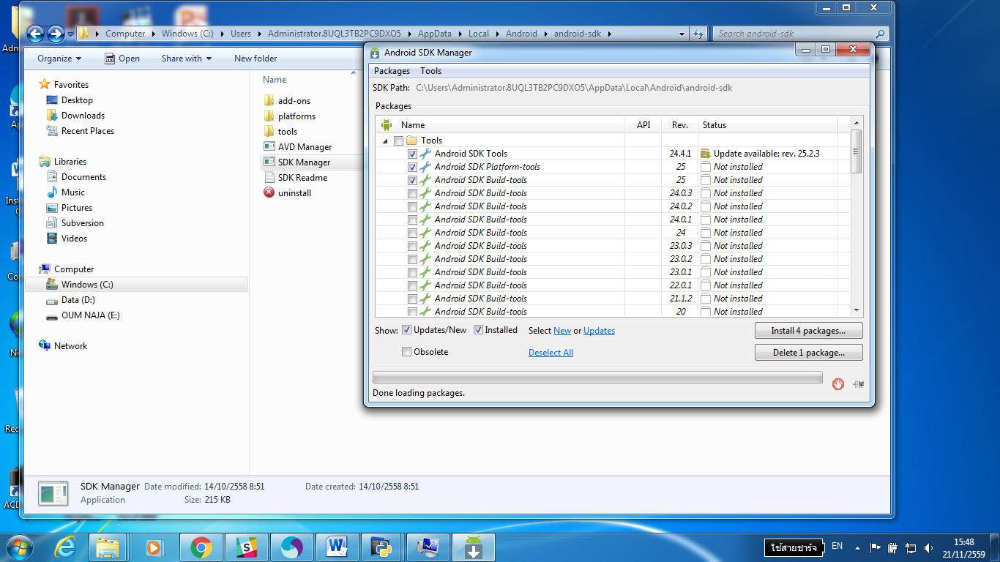 Computer Windows (C:) Users Administrator.8UQL3TB2PC9DXO5 AppData Local Android android-sdk
Search android-sdk
Organize Open Share with New folder
Favorites
Desktop
Downloads
Recent Places
Libraries
Documents
Music
Pictures
Subversion
Videos
Computer
Windows (C:)
Data (D:)
OUM NAJA (E:)
Network
Name
add-ons
platforms
tools
AVD Manager
SDK Manager
SDK Readme
uninstall
Android SDK Manager
Packages Tools
SDK Path: C:\Users\Administrator.8UQL3TB2PC9DXO5\AppData\Local\Android\android-sdk
Packages
Name API Rev. Status
Tools
Android SDK Tools 24.4.1 Update available: rev. 25.2.3
Android SDK Platform-tools 25 Not installed
Android SDK Build-tools 25 Not installed
Android SDK Build-tools 24.0.3 Not installed
Android SDK Build-tools 24.0.2 Not installed
Android SDK Build-tools 24.0.1 Not installed
Android SDK Build-tools 24 Not installed
Android SDK Build-tools 23.0.3 Not installed
Android SDK Build-tools 23.0.2 Not installed
Android SDK Build-tools 23.0.1 Not installed
Android SDK Build-tools 22.0.1 Not installed
Android SDK Build-tools 21.1.2 Not installed
Android SDK Build-tools 20 Not installed
Show: Updates/New Installed Select New or Updates Install 4 packages...
Obsolete Deselect All Delete 1 package...
Done loading packages.
SDK Manager Date modified: 14/10/2558 8:51 Date created: 14/10/2558 8:51
Application Size: 215 KB
ใช้สายชาร์จ EN 15:48
21/11/2559